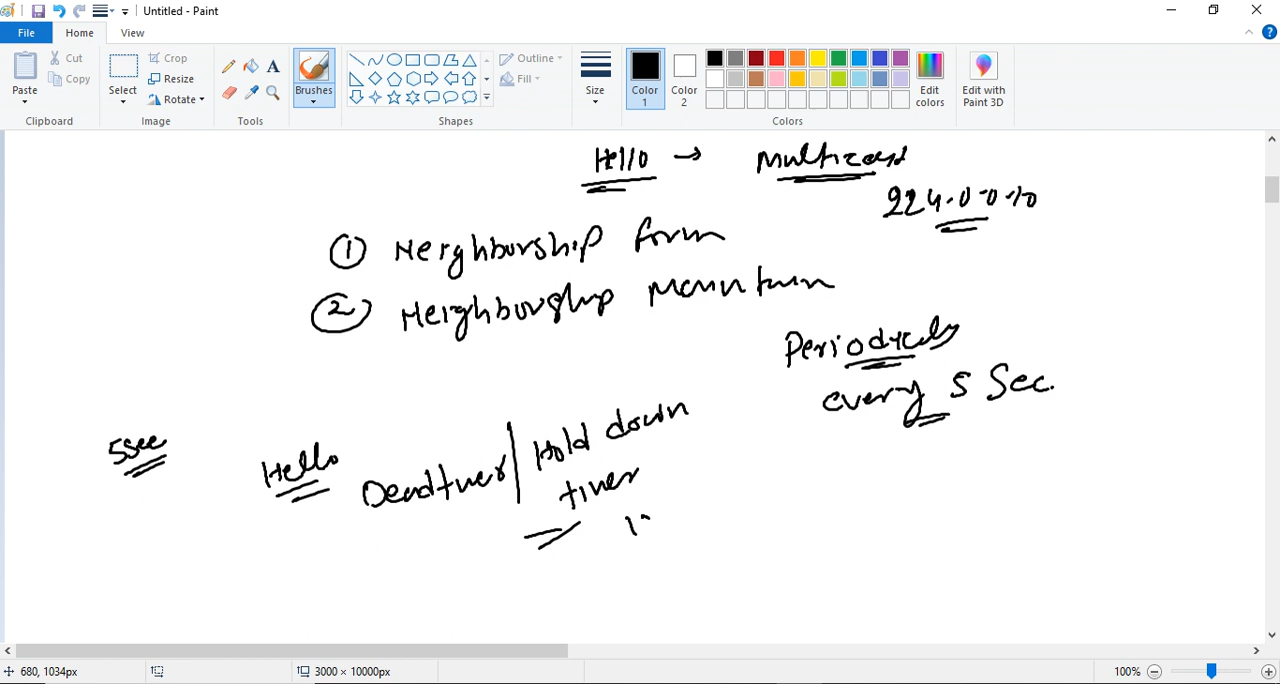 Untitled - Paint
File Home View
Paste
Cut
Copy
Clipboard
Select
Crop
Resize
Rotate
Image
A
Tools
Brushes
Outline
Fill
Shapes
Size
Color 1
Color 2
Edit colors
Colors
Edit with Paint 3D
Hello → Multicast
224.0.0.10
① Neighborship form
② Neighborship Maintain
Periodically
every 5 Sec.
5sec
Hello
Deadtimer / Hold down
timer
680, 1034px
3000 × 10000px
100%